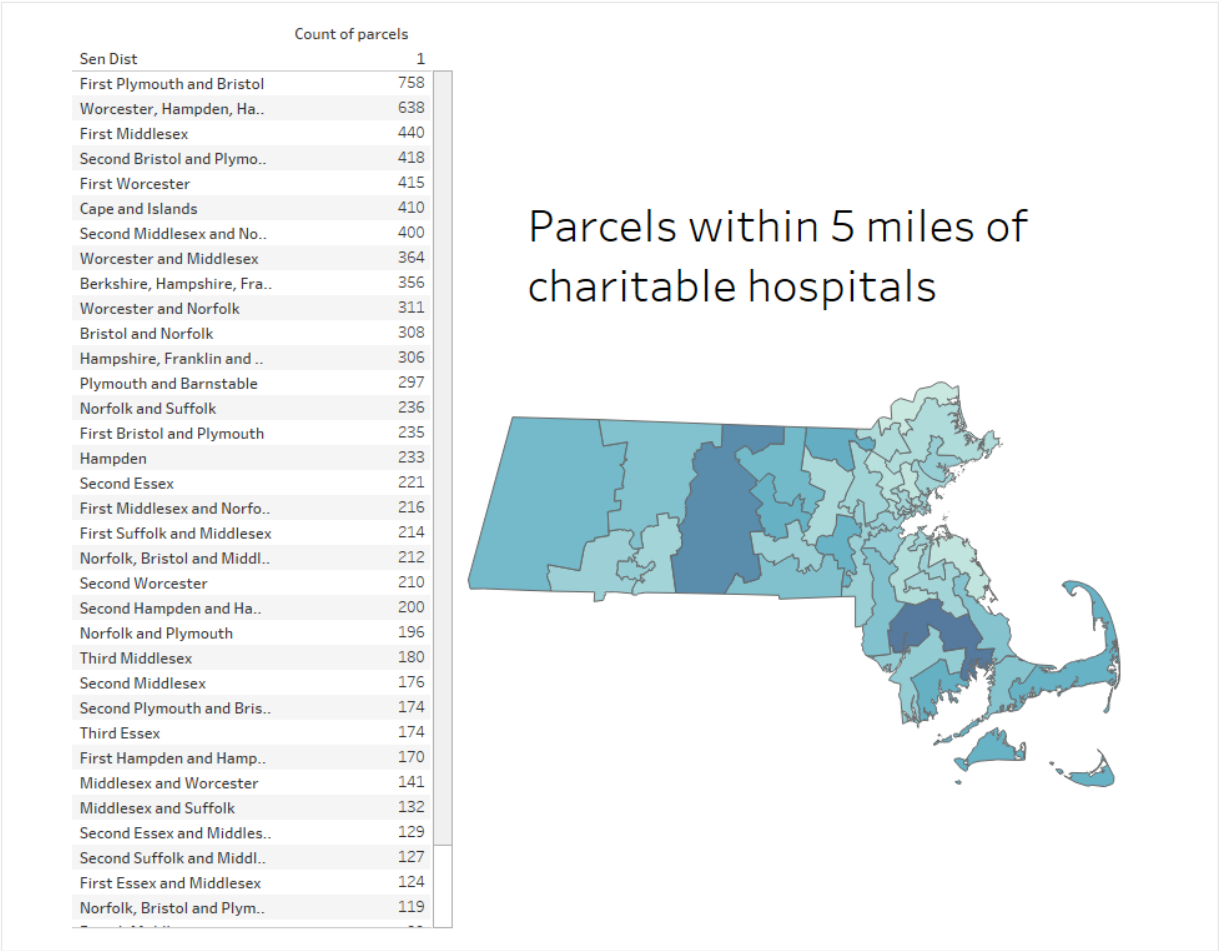 Count of parcels
Sen Dist 1
First Plymouth and Bristol 758
Worcester, Hampden, Ha.. 638
First Middlesex 440
Second Bristol and Plymo.. 418
First Worcester 415
Cape and Islands 410
Second Middlesex and No.. 400
Worcester and Middlesex 364
Berkshire, Hampshire, Fra.. 356
Worcester and Norfolk 311
Bristol and Norfolk 308
Hampshire, Franklin and .. 306
Plymouth and Barnstable 297
Norfolk and Suffolk 236
First Bristol and Plymouth 235
Hampden 233
Second Essex 221
First Middlesex and Norfo.. 216
First Suffolk and Middlesex 214
Norfolk, Bristol and Middl.. 212
Second Worcester 210
Second Hampden and Ha.. 200
Norfolk and Plymouth 196
Third Middlesex 180
Second Middlesex 176
Second Plymouth and Bris.. 174
Third Essex 174
First Hampden and Hamp.. 170
Middlesex and Worcester 141
Middlesex and Suffolk 132
Second Essex and Middles.. 129
Second Suffolk and Middl.. 127
First Essex and Middlesex 124
Norfolk, Bristol and Plym.. 119
Parcels within 5 miles of
charitable hospitals